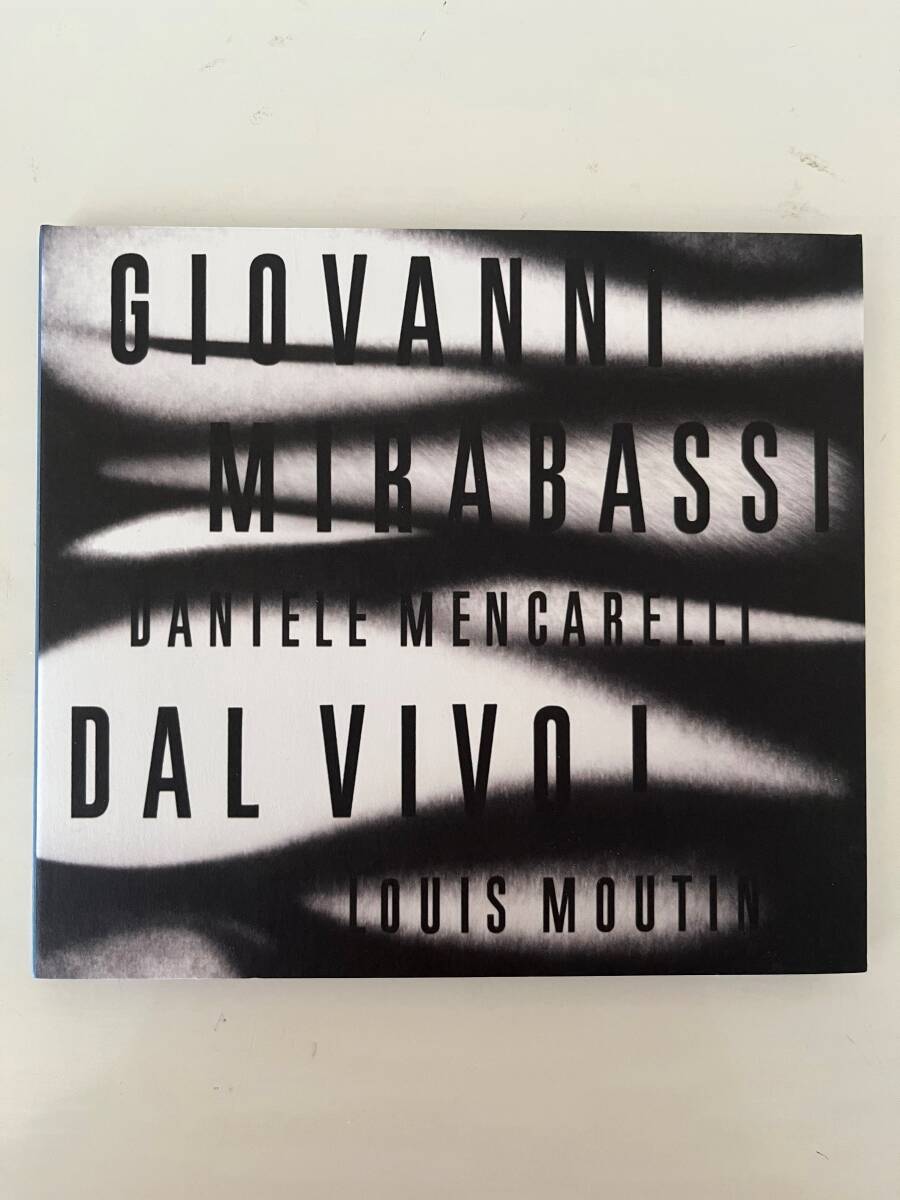 GIOVANNI
MIRABASSI
DANIELE MENCARELLI
DAL VIVO !
LOUIS MOUTIN